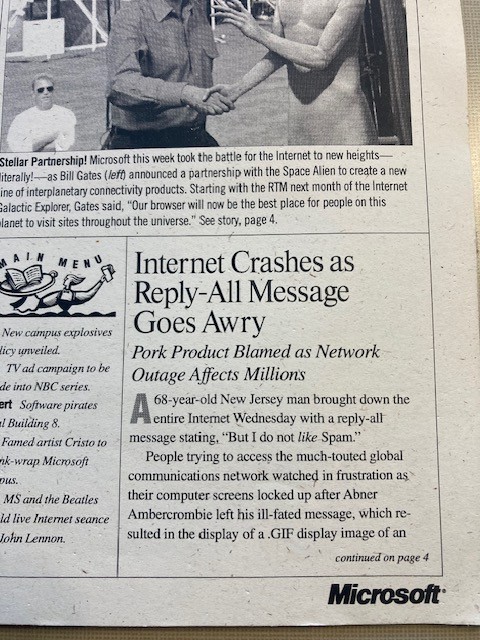 Stellar Partnership! Microsoft this week took the battle for the Internet to new heights—
literally!—as Bill Gates (left) announced a partnership with the Space Alien to create a new
ine of interplanetary connectivity products. Starting with the RTM next month of the Internet
Galactic Explorer, Gates said, “Our browser will now be the best place for people on this
planet to visit sites throughout the universe.” See story, page 4.
MAIN MENU
New campus explosives
licy unveiled.
TV ad campaign to be
de into NBC series.
ert Software pirates
al Building 8.
Famed artist Cristo to
nk-wrap Microsoft
pus.
MS and the Beatles
ld live Internet seance
John Lennon.
Internet Crashes as
Reply-All Message
Goes Awry
Pork Product Blamed as Network
Outage Affects Millions
A 68-year-old New Jersey man brought down the
entire Internet Wednesday with a reply-all
message stating, “But I do not like Spam.”
People trying to access the much-touted global
communications network watched in frustration as
their computer screens locked up after Abner
Ambercrombie left his ill-fated message, which re-
sulted in the display of a .GIF display image of an
continued on page 4
Microsoft®